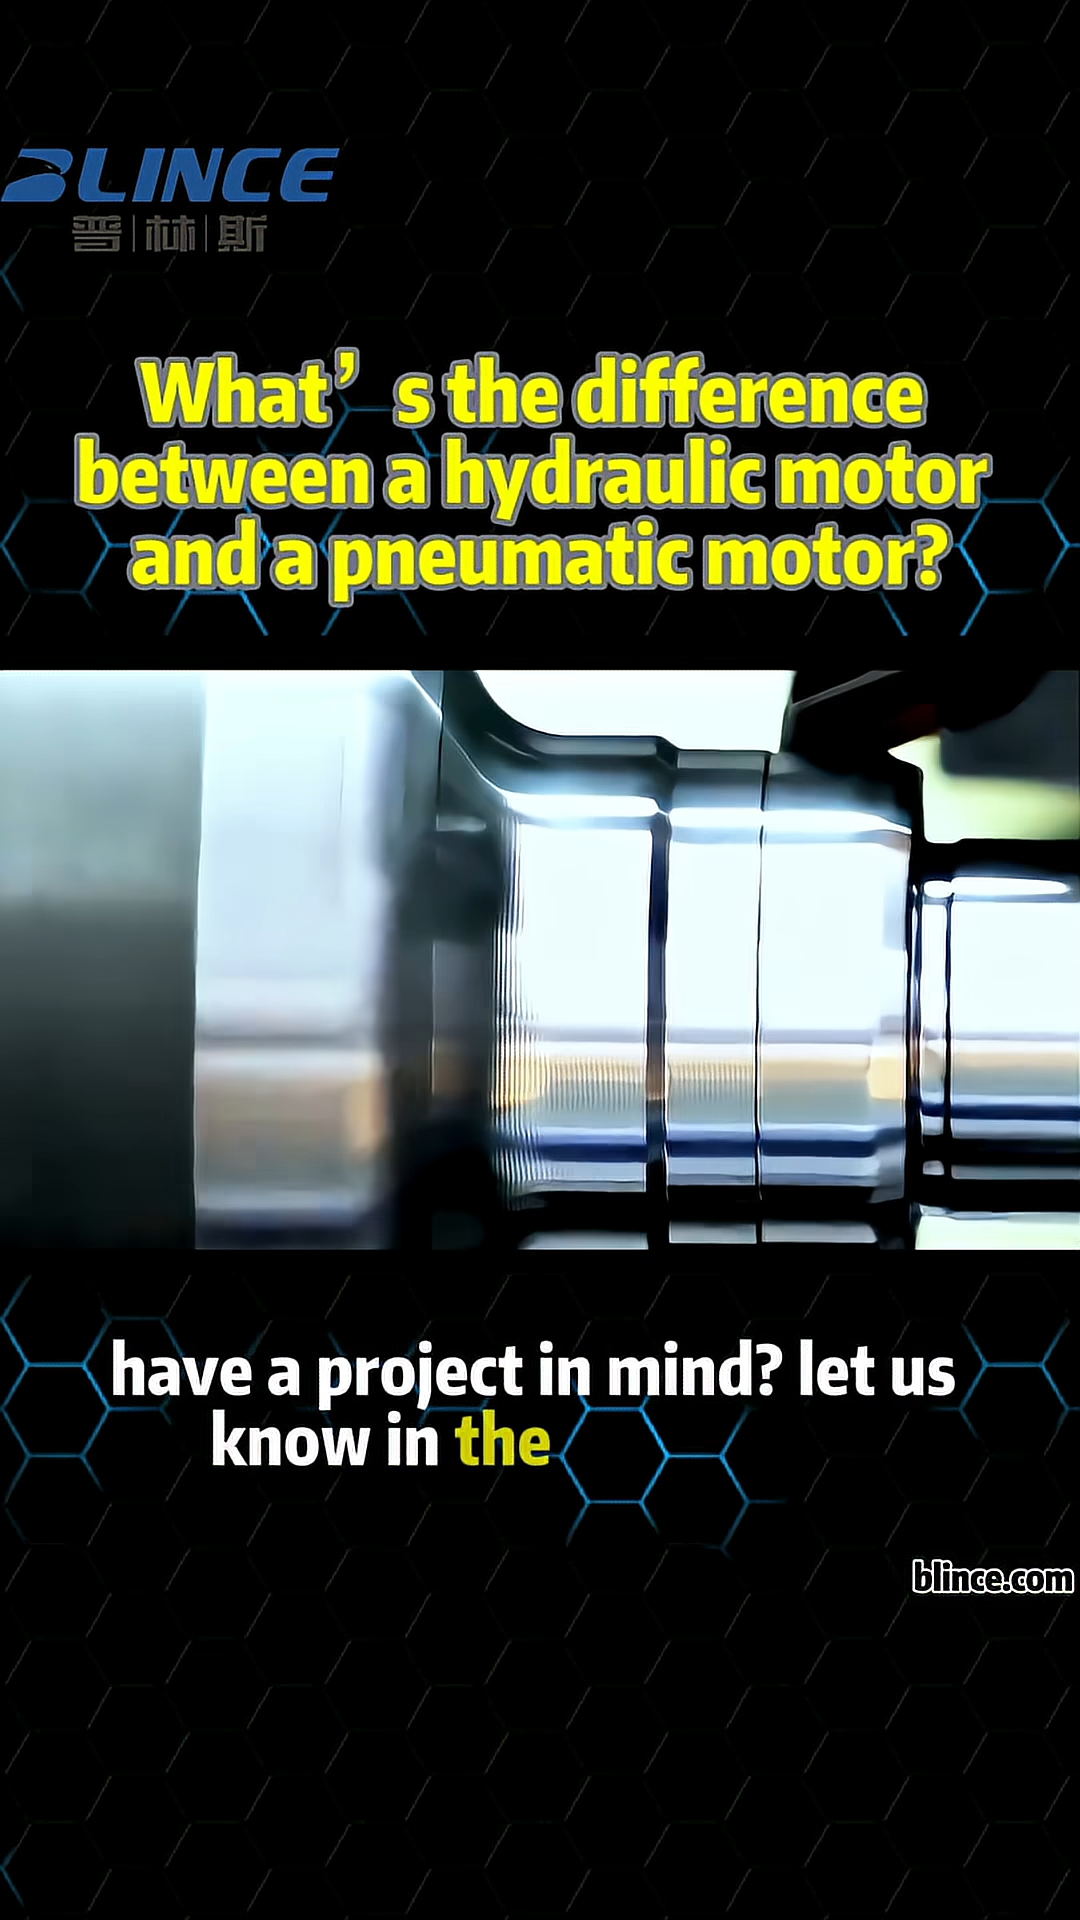 BLINCE
普|林|斯
What’s the difference
between a hydraulic motor
and a pneumatic motor?
have a project in mind? let us
know in the
blince.com